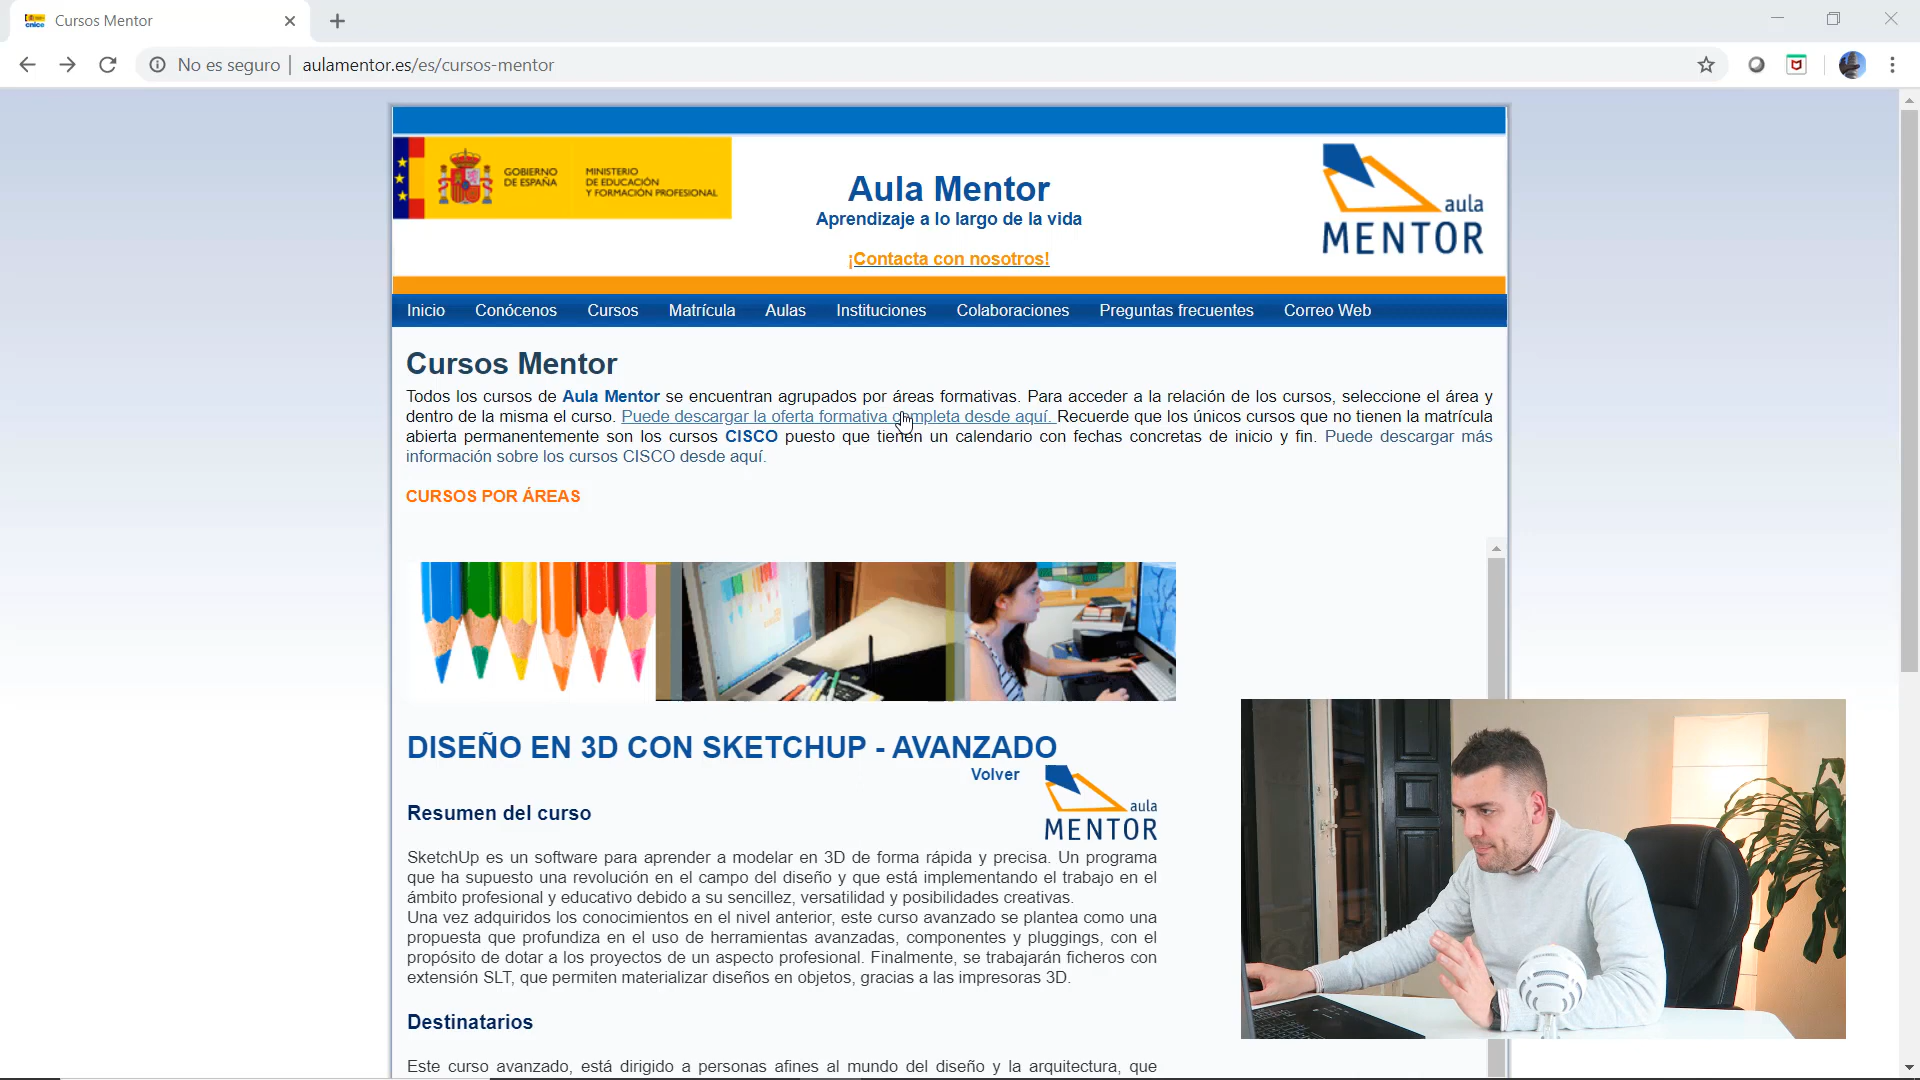 Cursos Mentor
No es seguro | aulamentor.es/es/cursos-mentor
GOBIERNO DE ESPAÑA
MINISTERIO DE EDUCACIÓN Y FORMACIÓN PROFESIONAL
Aula Mentor
Aprendizaje a lo largo de la vida
¡Contacta con nosotros!
aula
MENTOR
Inicio Conócenos Cursos Matrícula Aulas Instituciones Colaboraciones Preguntas frecuentes Correo Web
Cursos Mentor
Todos los cursos de Aula Mentor se encuentran agrupados por áreas formativas. Para acceder a la relación de los cursos, seleccione el área y
dentro de la misma el curso. Puede descargar la oferta formativa completa desde aquí. Recuerde que los únicos cursos que no tienen la matrícula
abierta permanentemente son los cursos CISCO puesto que tienen un calendario con fechas concretas de inicio y fin. Puede descargar más
información sobre los cursos CISCO desde aquí.
CURSOS POR ÁREAS
DISEÑO EN 3D CON SKETCHUP - AVANZADO
Volver
aula
MENTOR
Resumen del curso
SketchUp es un software para aprender a modelar en 3D de forma rápida y precisa. Un programa
que ha supuesto una revolución en el campo del diseño y que está implementando el trabajo en el
ámbito profesional y educativo debido a su sencillez, versatilidad y posibilidades creativas.
Una vez adquiridos los conocimientos en el nivel anterior, este curso avanzado se plantea como una
propuesta que profundiza en el uso de herramientas avanzadas, componentes y pluggings, con el
propósito de dotar a los proyectos de un aspecto profesional. Finalmente, se trabajarán ficheros con
extensión SLT, que permiten materializar diseños en objetos, gracias a las impresoras 3D.
Destinatarios
Este curso avanzado, está dirigido a personas afines al mundo del diseño y la arquitectura, que